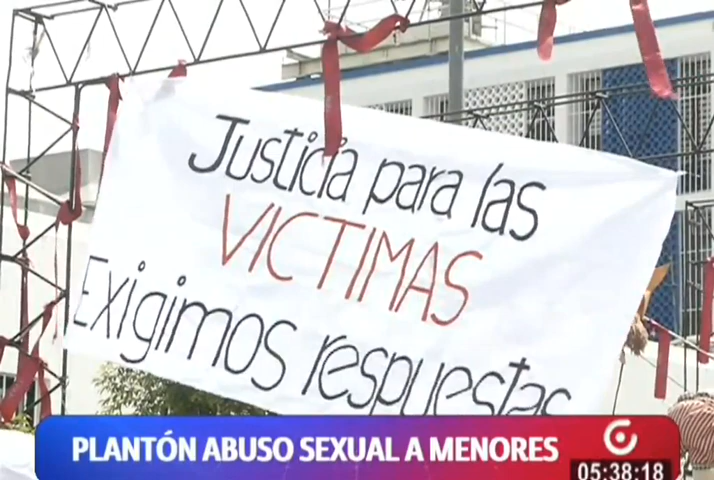 Justicia para las
VICTIMAS
Exigimos respuestas
PLANTÓN ABUSO SEXUAL A MENORES
05:38:18